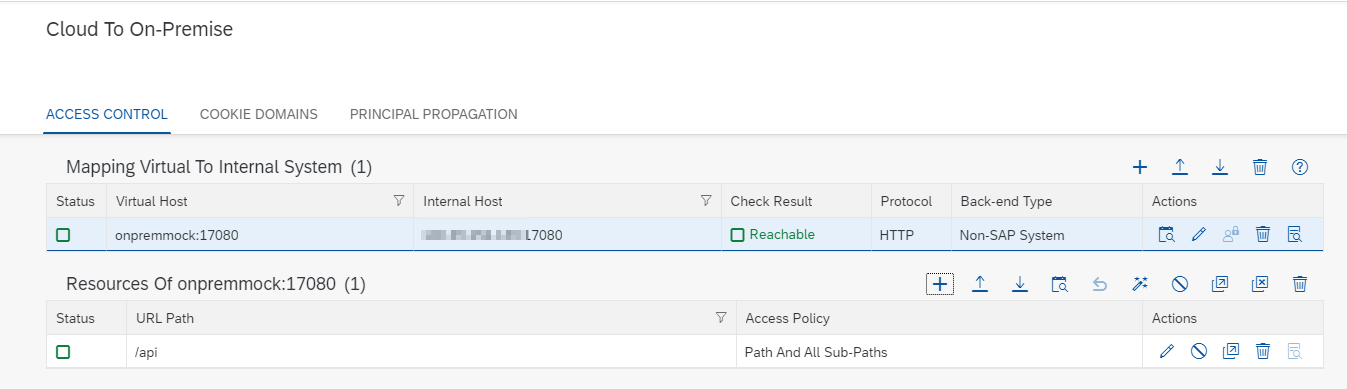 Cloud To On-Premise
ACCESS CONTROL COOKIE DOMAINS PRINCIPAL PROPAGATION
Mapping Virtual To Internal System (1)
Status Virtual Host Internal Host Check Result Protocol Back-end Type Actions
onpremmock:17080 17080 Reachable HTTP Non-SAP System
Resources Of onpremmock:17080 (1)
Status URL Path Access Policy Actions
/api Path And All Sub-Paths